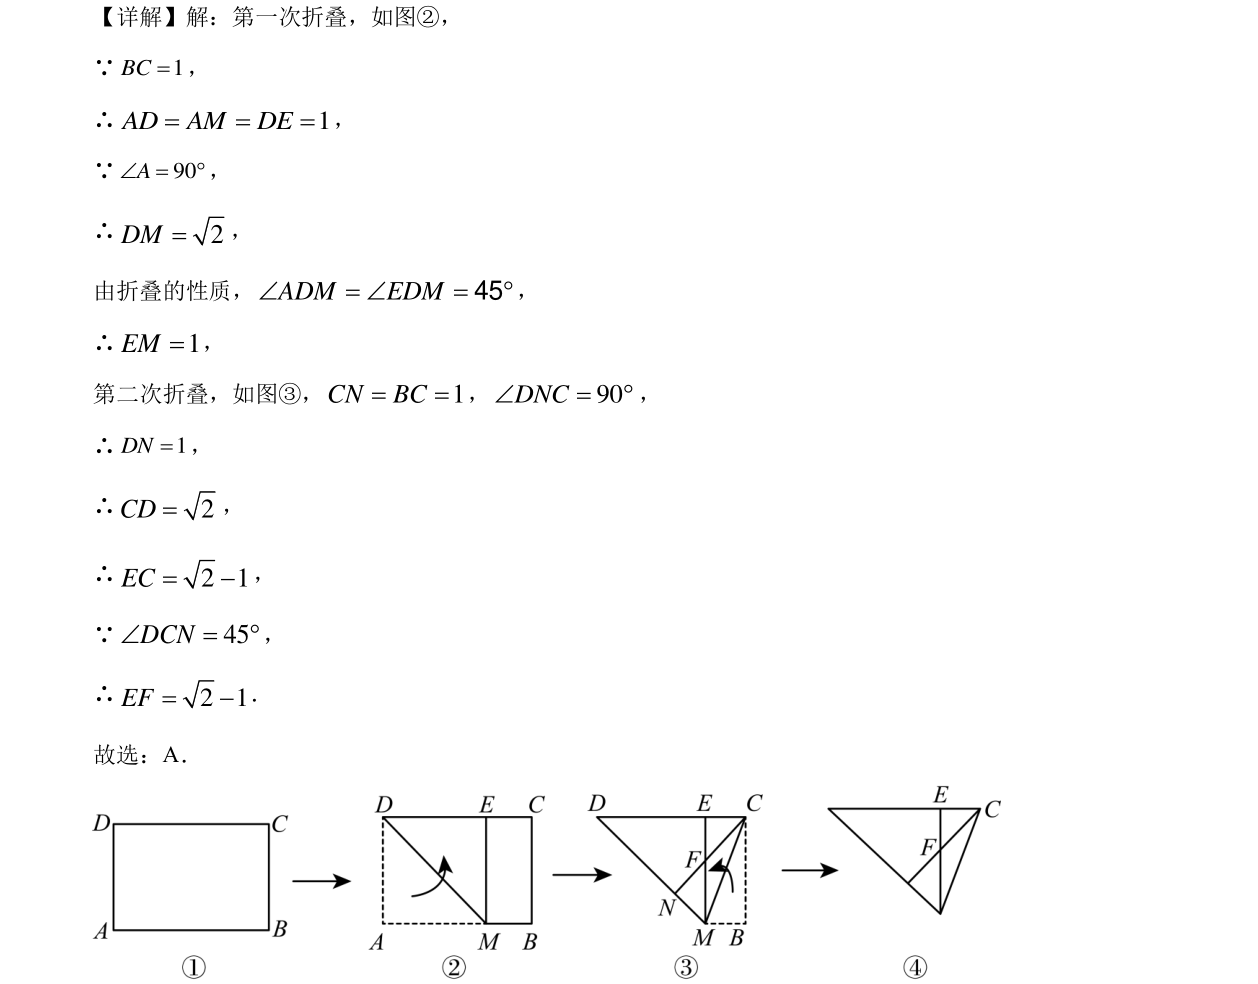 【详解】解：第一次折叠，如图②，
∵ BC = 1，
∴ AD = AM = DE = 1，
∵ ∠A = 90°，
∴ DM = √2，
由折叠的性质，∠ADM = ∠EDM = 45°，
∴ EM = 1，
第二次折叠，如图③，CN = BC = 1，∠DNC = 90°，
∴ DN = 1，
∴ CD = √2，
∴ EC = √2 − 1，
∵ ∠DCN = 45°，
∴ EF = √2 − 1.
故选：A．
D C A B ①
D E C A M B ②
D E C F N M B ③
E C F ④